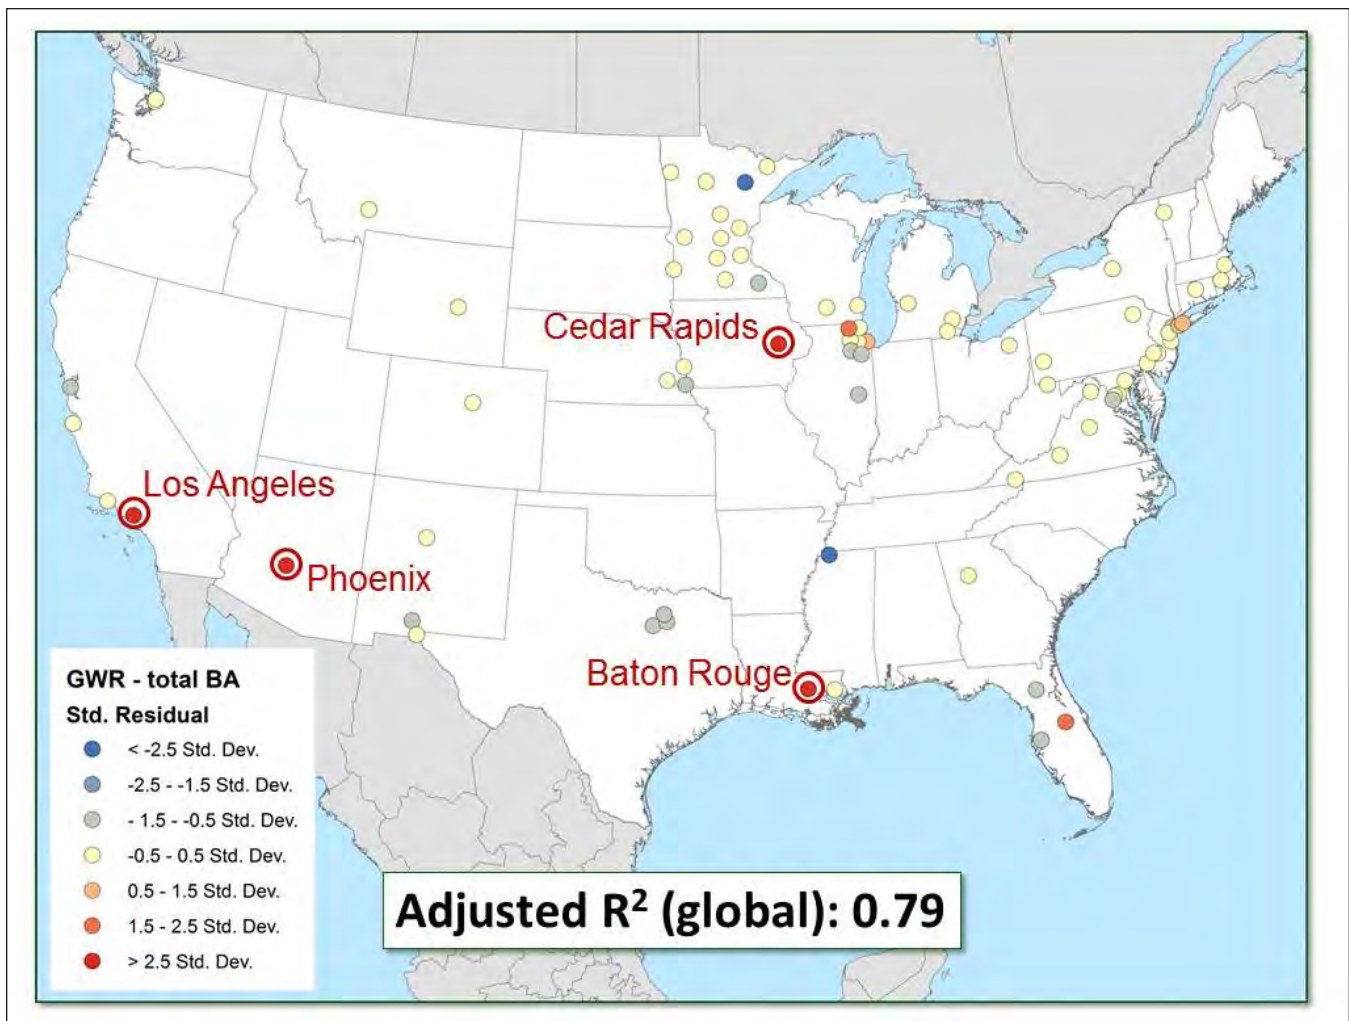 Cedar Rapids
Los Angeles
Phoenix
Baton Rouge
GWR - total BA
Std. Residual
< -2.5 Std. Dev.
-2.5 - -1.5 Std. Dev.
- 1.5 - -0.5 Std. Dev.
-0.5 - 0.5 Std. Dev.
0.5 - 1.5 Std. Dev.
1.5 - 2.5 Std. Dev.
> 2.5 Std. Dev.
Adjusted R² (global): 0.79